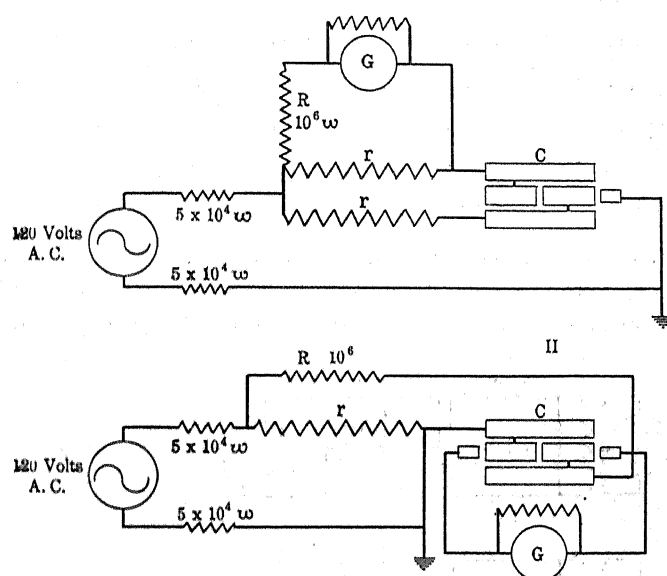 G
R
10⁶ ω
r
C
r
120 Volts
A. C.
5 x 10⁴ ω
5 x 10⁴ ω
II
R 10⁶
r
C
5 x 10⁴ ω
120 Volts
A. C.
5 x 10⁴ ω
G